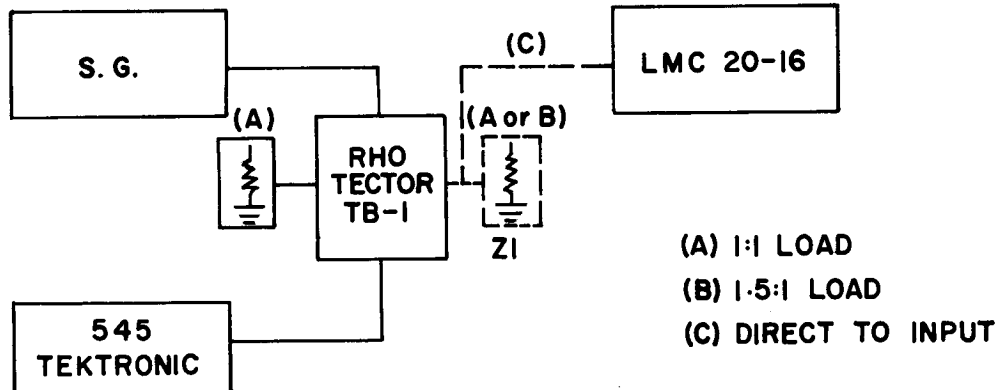 S. G.
(C)
LMC 20-16
(A)
(A or B)
RHO
TECTOR
TB-1
Z1
545
TEKTRONIC
(A) 1:1 LOAD
(B) 1.5:1 LOAD
(C) DIRECT TO INPUT